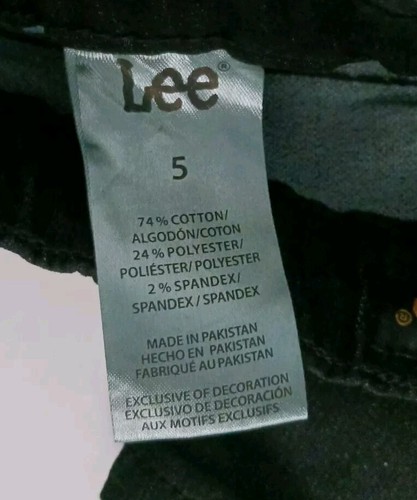 Lee®
5
74% COTTON/
ALGODÓN/COTON
24% POLYESTER/
POLIÉSTER/POLYESTER
2% SPANDEX/
SPANDEX / SPANDEX
MADE IN PAKISTAN
HECHO EN PAKISTAN
FABRIQUÉ AU PAKISTAN
EXCLUSIVE OF DECORATION
EXCLUSIVO DE DECORACIÓN
AUX MOTIFS EXCLUSIFS